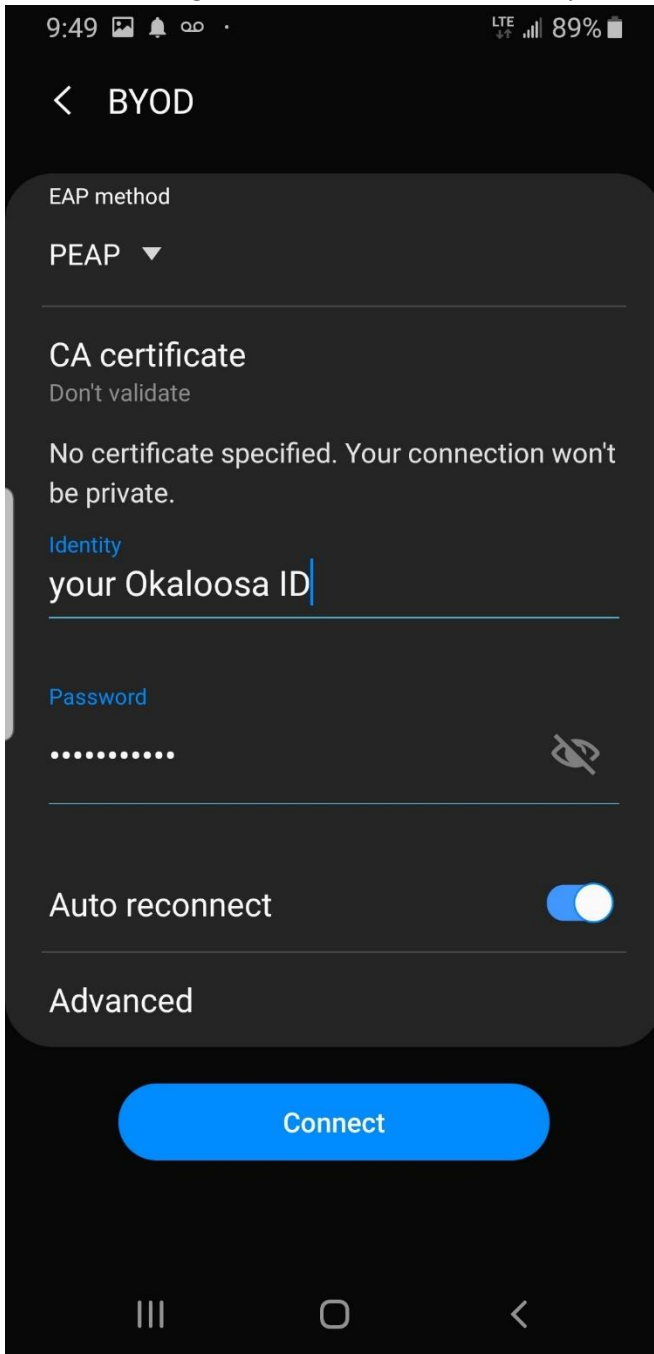 9:49 LTE 89%
BYOD
EAP method
PEAP
CA certificate
Don't validate
No certificate specified. Your connection won't
be private.
Identity
your Okaloosa ID
Password
•••••••••••
Auto reconnect
Advanced
Connect